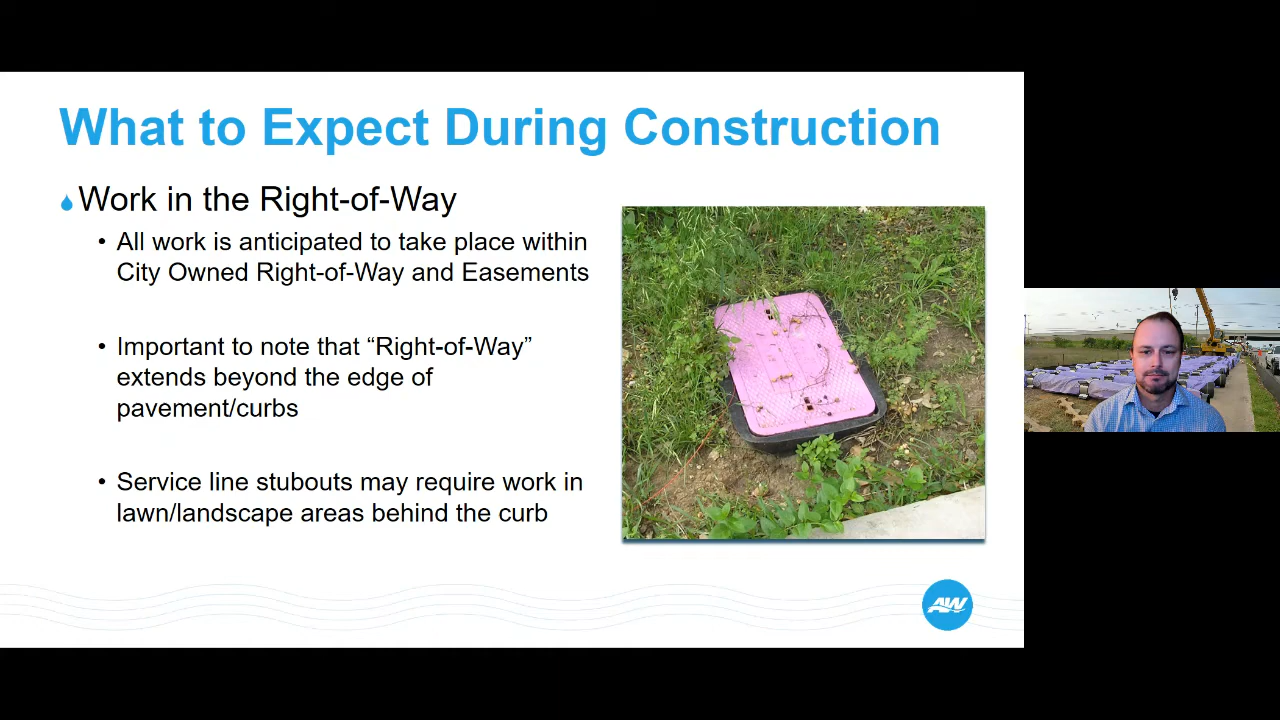 What to Expect During Construction
Work in the Right-of-Way
• All work is anticipated to take place within
City Owned Right-of-Way and Easements
• Important to note that “Right-of-Way”
extends beyond the edge of
pavement/curbs
• Service line stubouts may require work in
lawn/landscape areas behind the curb
AW